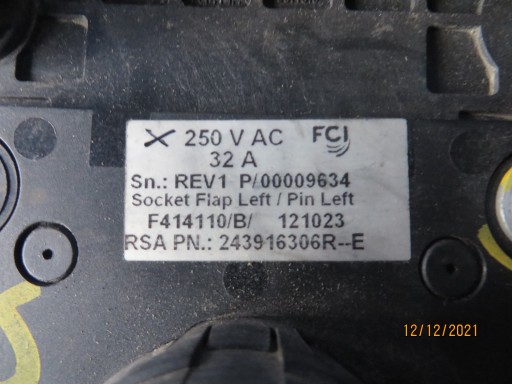 X 250 V AC FCI
32 A
Sn.: REV1 P/00009634
Socket Flap Left / Pin Left
F414110/B/ 121023
RSA PN.: 243916306R--E
12/12/2021